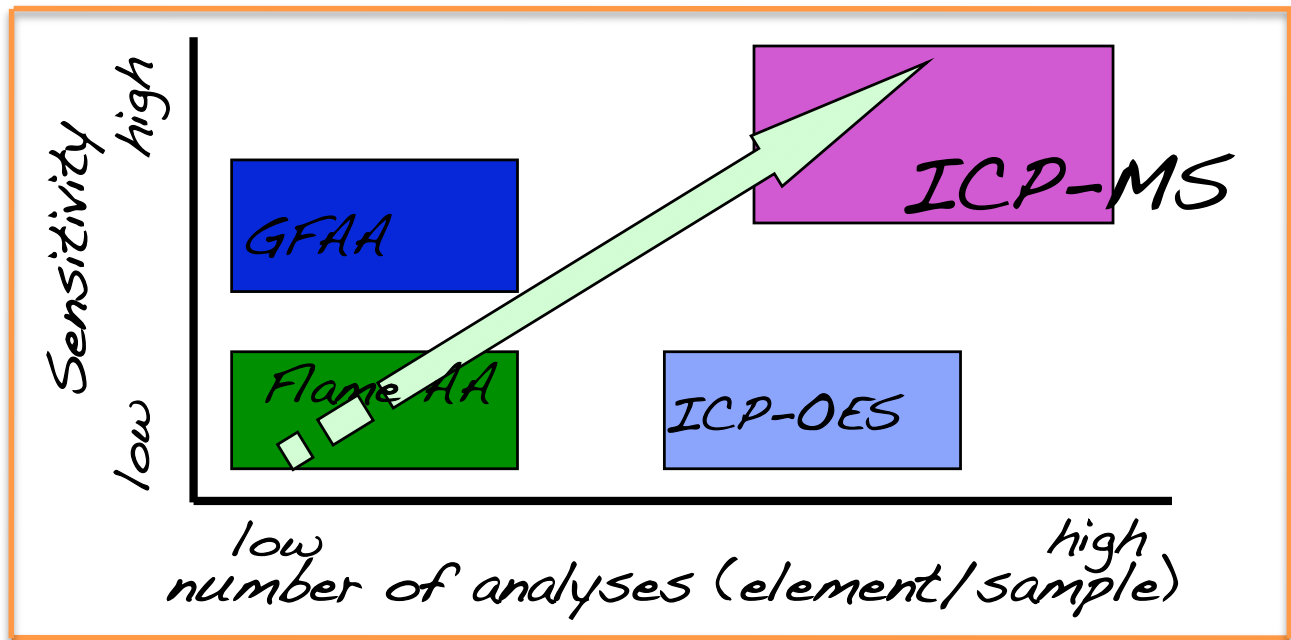 Sensitivity
high
low
GFAA
Flame AA
ICP-MS
ICP-OES
low
high
number of analyses (element/sample)